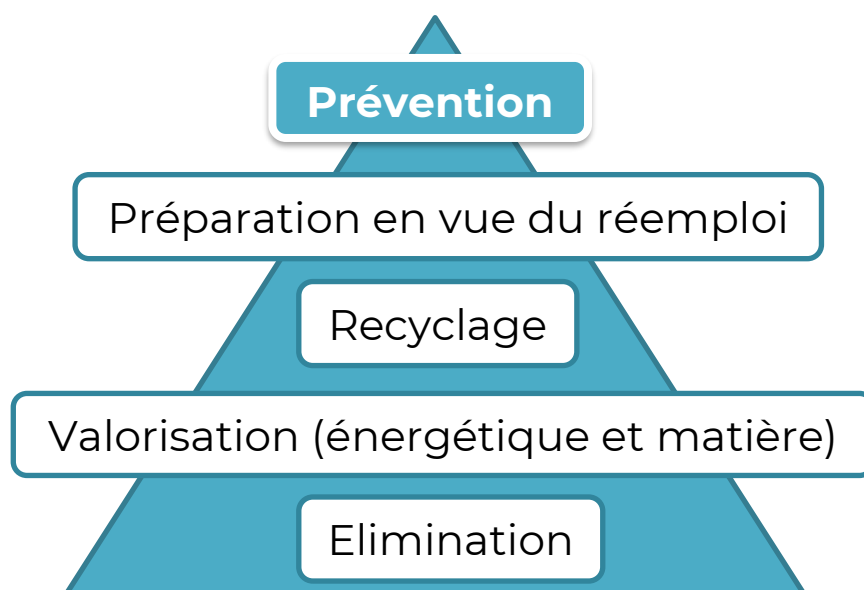 Prévention
Préparation en vue du réemploi
Recyclage
Valorisation (énergétique et matière)
Elimination